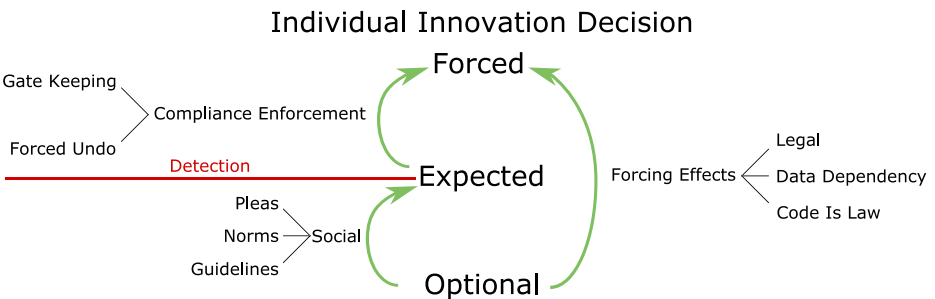 Individual Innovation Decision
Forced
Gate Keeping
Compliance Enforcement
Forced Undo
Detection
Expected
Legal
Forcing Effects
Data Dependency
Code Is Law
Pleas
Norms
Social
Guidelines
Optional